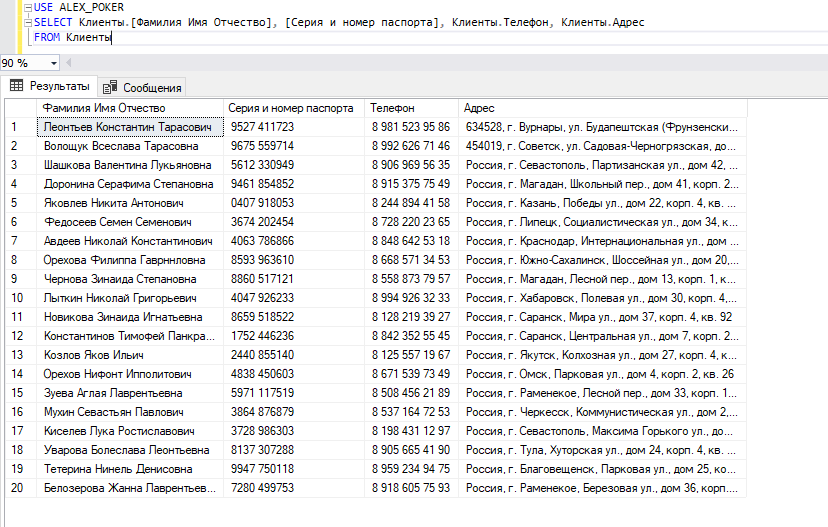 USE ALEX_POKER
SELECT Клиенты.[Фамилия Имя Отчество], [Серия и номер паспорта], Клиенты.Телефон, Клиенты.Адрес
FROM Клиенты
90 %
Результаты Сообщения
Фамилия Имя Отчество Серия и номер паспорта Телефон Адрес
1 Леонтьев Константин Тарасович 9527 411723 8 981 523 95 86 634528, г. Вурнары, ул. Будапештская (Фрунзенски...
2 Волощук Всеслава Тарасовна 9675 559714 8 992 626 71 46 454019, г. Советск, ул. Садовая-Черногрязская, до...
3 Шашкова Валентина Лукьяновна 5612 330949 8 906 969 56 35 Россия, г. Севастополь, Партизанская ул., дом 42, ...
4 Доронина Серафима Степановна 9461 854852 8 915 375 75 49 Россия, г. Магадан, Школьный пер., дом 41, корп. 2...
5 Яковлев Никита Антонович 0407 918053 8 244 894 41 58 Россия, г. Казань, Победы ул., дом 22, корп. 4, кв. ...
6 Федосеев Семен Семенович 3674 202454 8 728 220 23 65 Россия, г. Липецк, Социалистическая ул., дом 34, к...
7 Авдеев Николай Константинович 4063 786866 8 848 642 53 18 Россия, г. Краснодар, Интернациональная ул., дом ...
8 Орехова Филиппа Гаврннловна 8593 963610 8 668 571 34 53 Россия, г. Южно-Сахалинск, Шоссейная ул., дом 20,...
9 Чернова Зинаида Степановна 8860 517121 8 558 873 79 57 Россия, г. Магадан, Лесной пер., дом 13, корп. 1, к...
10 Лыткин Николай Григорьевич 4047 926233 8 994 926 32 33 Россия, г. Хабаровск, Полевая ул., дом 30, корп. 4,...
11 Новикова Зинаида Игнатьевна 8659 518522 8 128 219 39 27 Россия, г. Саранск, Мира ул., дом 37, корп. 4, кв. 92
12 Константинов Тимофей Панкра... 1752 446236 8 842 352 55 45 Россия, г. Саранск, Центральная ул., дом 7, корп. 2...
13 Козлов Яков Ильич 2440 855140 8 125 557 19 67 Россия, г. Якутск, Колхозная ул., дом 27, корп. 4, к...
14 Орехов Нифонт Ипполитович 4838 450603 8 671 539 73 49 Россия, г. Омск, Парковая ул., дом 4, корп. 2, кв. 26
15 Зуева Аглая Лаврентьевна 5971 117519 8 508 456 21 89 Россия, г. Раменекое, Лесной пер., дом 33, корп. 1...
16 Мухин Севастьян Павлович 3864 876879 8 537 164 72 53 Россия, г. Черкесск, Коммунистическая ул., дом 2,...
17 Киселев Лука Ростиславович 3728 986303 8 198 431 12 97 Россия, г. Севастополь, Максима Горького ул., до...
18 Уварова Болеслава Леонтьевна 8137 307288 8 905 665 41 90 Россия, г. Тула, Хуторская ул., дом 24, корп. 4, кв...
19 Тетерина Нинель Денисовна 9947 750118 8 959 234 94 75 Россия, г. Благовещенск, Парковая ул., дом 25, ко...
20 Белозерова Жанна Лаврентьев... 7280 499753 8 918 605 75 93 Россия, г. Раменекое, Березовая ул., дом 36, корп....